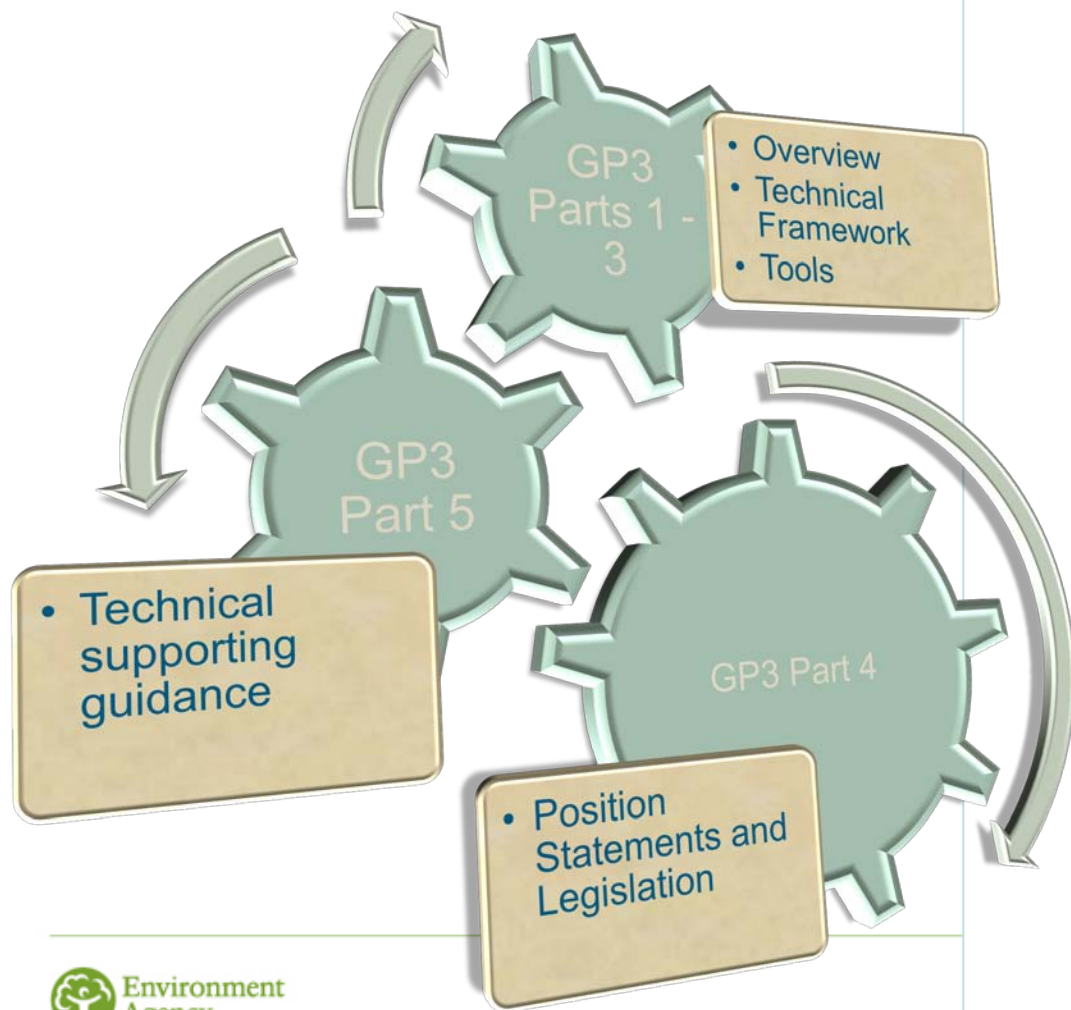 GP3
Parts 1 -
3
• Overview
• Technical
Framework
• Tools
GP3
Part 5
• Technical
supporting
guidance
GP3 Part 4
• Position
Statements and
Legislation
Environment
Agency